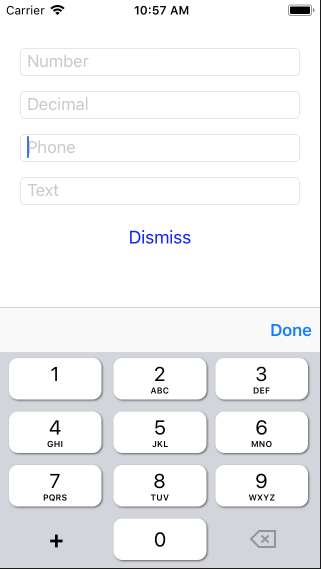 Carrier 10:57 AM
Number
Decimal
Phone
Text
Dismiss
Done
1 2 3
ABC DEF
4 5 6
GHI JKL MNO
7 8 9
PQRS TUV WXYZ
+ 0